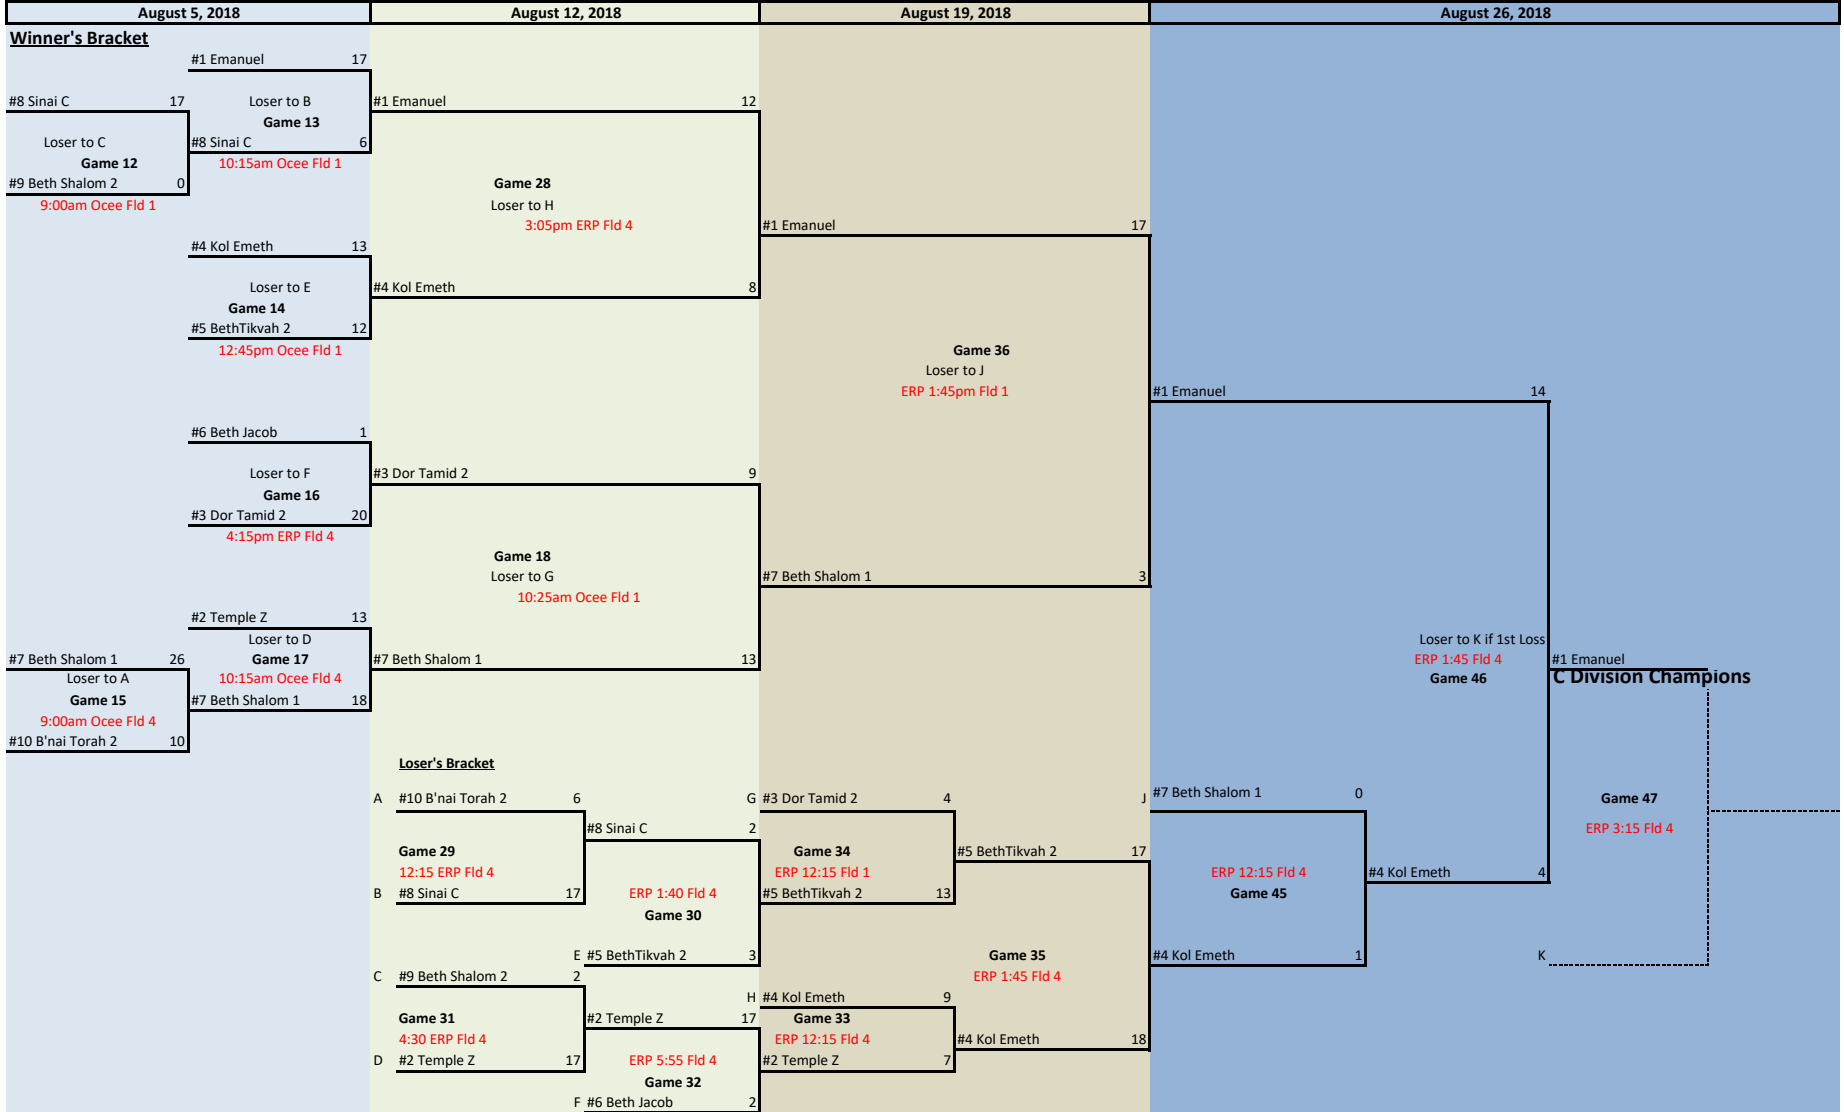 August 5, 2018 August 12, 2018 August 19, 2018 August 26, 2018
Winner's Bracket
#1 Emanuel 17
#8 Sinai C 17 Loser to B #1 Emanuel 12
Game 13
Loser to C #8 Sinai C 6
Game 12 10:15am Ocee Fld 1
#9 Beth Shalom 2 0 Game 28
9:00am Ocee Fld 1 Loser to H
3:05pm ERP Fld 4 #1 Emanuel 17
#4 Kol Emeth 13
Loser to E #4 Kol Emeth 8
Game 14
#5 BethTikvah 2 12
12:45pm Ocee Fld 1 Game 36
Loser to J
ERP 1:45pm Fld 1 #1 Emanuel 14
#6 Beth Jacob 1
Loser to F #3 Dor Tamid 2 9
Game 16
#3 Dor Tamid 2 20
4:15pm ERP Fld 4
Game 18
Loser to G #7 Beth Shalom 1 3
10:25am Ocee Fld 1
#2 Temple Z 13
Loser to D Loser to K if 1st Loss
#7 Beth Shalom 1 26 Game 17 #7 Beth Shalom 1 13 ERP 1:45 Fld 4 #1 Emanuel
Loser to A 10:15am Ocee Fld 4 Game 46 C Division Champions
Game 15 #7 Beth Shalom 1 18
9:00am Ocee Fld 4
#10 B'nai Torah 2 10
Loser's Bracket
A #10 B'nai Torah 2 6 G #3 Dor Tamid 2 4 J #7 Beth Shalom 1 0 Game 47
#8 Sinai C 2 ERP 3:15 Fld 4
Game 29 Game 34 #5 BethTikvah 2 17
12:15 ERP Fld 4 ERP 12:15 Fld 1 ERP 12:15 Fld 4 #4 Kol Emeth 4
B #8 Sinai C 17 ERP 1:40 Fld 4 #5 BethTikvah 2 13 Game 45
Game 30
E #5 BethTikvah 2 3 Game 35 #4 Kol Emeth 1 K
C #9 Beth Shalom 2 2 ERP 1:45 Fld 4
H #4 Kol Emeth 9
Game 31 #2 Temple Z 17 Game 33
4:30 ERP Fld 4 ERP 12:15 Fld 4 #4 Kol Emeth 18
D #2 Temple Z 17 ERP 5:55 Fld 4 #2 Temple Z 7
Game 32
F #6 Beth Jacob 2